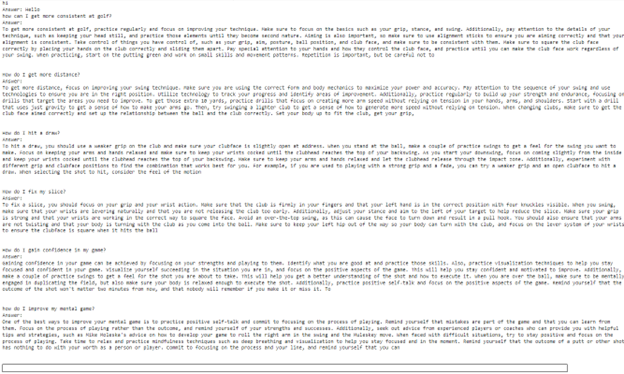 hi
Answer: Hello
how can I get more consistent at golf?
Answer:
To get more consistent at golf, practice regularly and focus on improving your technique. Make sure to focus on the basics such as your grip, stance, and swing. Additionally, pay attention to the details of your
technique, such as keeping your head still, and practice those elements until they become second nature. Aiming is also important, so make sure to use alignment sticks to ensure you are aiming correctly and that your
alignment is consistent. Take control of things you have control of, such as your grip, aim, posture, ball position, and club face, and make sure to be consistent with them. Make sure to square the club face
correctly by placing your hands on the club correctly and sliding them apart. Pay special attention to your hands and how they control the club face, and practice until you can make the club face work regardless
of your swing. When practicing, start on the putting green and work on small skills and movement patterns. Repetition is important, but be careful not to
How do I get more distance?
Answer:
To get more distance, focus on improving your swing technique. Make sure you are using the correct form and body mechanics to maximize your power and accuracy. Pay attention to the sequence of your swing and use
technologies to ensure you are in the right position. Utilize technology to track your progress and identify areas of improvement. Additionally, practice regularly to build up your strength and endurance, focusing on
drills that target the areas you need to improve. To get those extra 10 yards, practice drills that focus on creating more arm speed without relying on tension in your hands, arms, and shoulders. Start with a drill
that uses just gravity to get a sense of how to make your arms go. Then, try swinging a lighter club to get a sense of how to generate more speed without relying on tension. When changing clubs, make sure to get the
club face aimed correctly and set up the relationship between the ball and the club correctly. Get your body up to fit the club, get your grip,
How do I hit a draw?
Answer:
To hit a draw, you should use a weaker grip on the club and make sure your clubface is slightly open at address. When you stand at the ball, make a couple of practice swings to get a feel for the swing you want to
make. Focus on keeping your arms and hands relaxed and make sure to keep your wrists cocked until the clubhead reaches the top of your backswing. As you start your downswing, focus on coming slightly from the inside
and keep your wrists cocked until the clubhead reaches the top of your backswing. Make sure to keep your arms and hands relaxed and let the clubhead release through the impact zone. Additionally, experiment with
different grip and clubface positions to find the combination that works best for you. For example, if you are used to playing with a strong grip and a fade, you can try a weaker grip and an open clubface to hit a
draw. When selecting the shot to hit, consider the feel of the motion
How do I fix my slice?
Answer:
To fix a slice, you should focus on your grip and your wrist action. Make sure that the club is firmly in your fingers and that your left hand is in the correct position with four knuckles visible. When you swing,
make sure that your wrists are levering naturally and that you are not releasing the club too early. Additionally, adjust your stance and aim to the left of your target to help reduce the slice. Make sure your grip
is strong and that your wrists are working in the correct way to square the face. Avoid an over-the-top swing, as this can cause the face to turn down and result in a pull hook. You should also ensure that your arms
are not twisting and that your body is turning with the club as you come into the ball. Make sure to keep your left hip out of the way so your body can turn with the club, and focus on the lever system of your wrists
to ensure the clubface is square when it hits the ball
How do I gain confidence in my game?
Answer:
Gaining confidence in your game can be achieved by focusing on your strengths and playing to them. Identify what you are good at and practice those skills. Also, practice visualization techniques to help you stay
focused and confident in your game. Visualize yourself succeeding in the situation you are in, and focus on the positive aspects of the game. This will help you stay confident and motivated to improve. Additionally,
make a couple of practice swings to get a feel for the shot you are about to take. This will help you get a better understanding of the shot and how to execute it. When you are over the ball, make sure to be mentally
engaged in duplicating the field, but also make sure your body is relaxed enough to execute the shot. Additionally, practice positive self-talk and focus on the positive aspects of the game. Remind yourself that the
outcome of the shot won't matter two minutes from now, and that nobody will remember if you make it or miss it. To
How do I improve my mental game?
Answer:
One of the best ways to improve your mental game is to practice positive self-talk and commit to focusing on the process of playing. Remind yourself that mistakes are part of the game and that you can learn from
them. Focus on the process of playing rather than the outcome, and remind yourself of your strengths and successes. Additionally, seek out advice from experienced players or coaches who can provide you with helpful
tips and strategies, such as Mike Malaska's advice on how to develop your game to roll the right arm in the swing and the Malaskey move. When faced with difficult situations, try to stay positive and focus on the
process of playing. Take time to relax and practice mindfulness techniques such as deep breathing and visualization to help you stay focused and in the moment. Remind yourself that the outcome of a putt or other shot
has nothing to do with your worth as a person or player. Commit to focusing on the process and your line, and remind yourself that you can